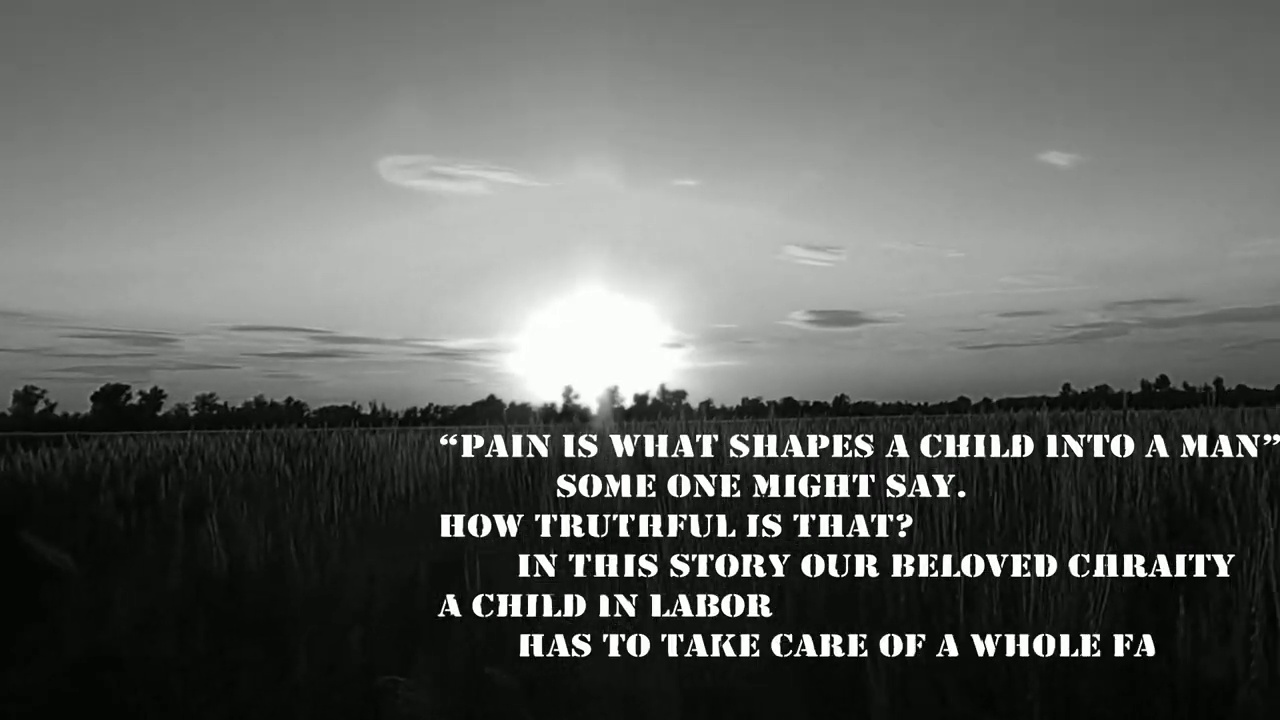 “PAIN IS WHAT SHAPES A CHILD INTO A MAN”
SOME ONE MIGHT SAY.
HOW TRUTHFUL IS THAT?
IN THIS STORY OUR BELOVED CHRAITY
A CHILD IN LABOR
HAS TO TAKE CARE OF A WHOLE FA